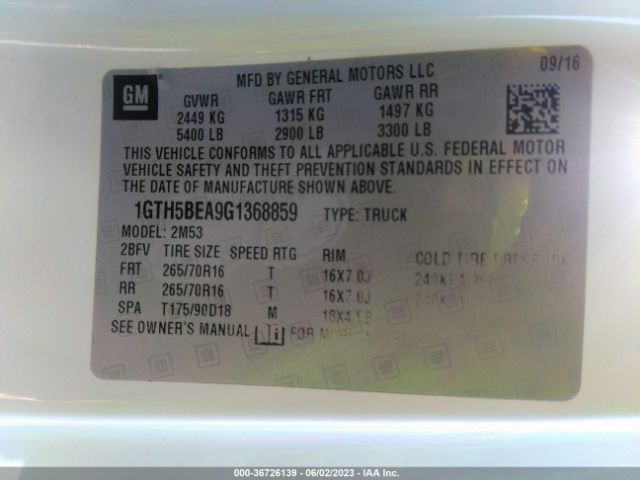 GM
MFD BY GENERAL MOTORS LLC 09/16
GVWR GAWR FRT GAWR RR
2449 KG 1315 KG 1497 KG
5400 LB 2900 LB 3300 LB
THIS VEHICLE CONFORMS TO ALL APPLICABLE U.S. FEDERAL MOTOR
VEHICLE SAFETY AND THEFT PREVENTION STANDARDS IN EFFECT ON
THE DATE OF MANUFACTURE SHOWN ABOVE.
1GTH5BEA9G1368859 TYPE: TRUCK
MODEL: 2M53
2BFV TIRE SIZE SPEED RTG RIM COLD TIRE PRESSURE
FRT 265/70R16 T 16X7.0J
RR 265/70R16 T 16X7.0J
SPA T175/90D18 M
SEE OWNER'S MANUAL FOR
000-36726139 - 06/02/2023 - IAA Inc.